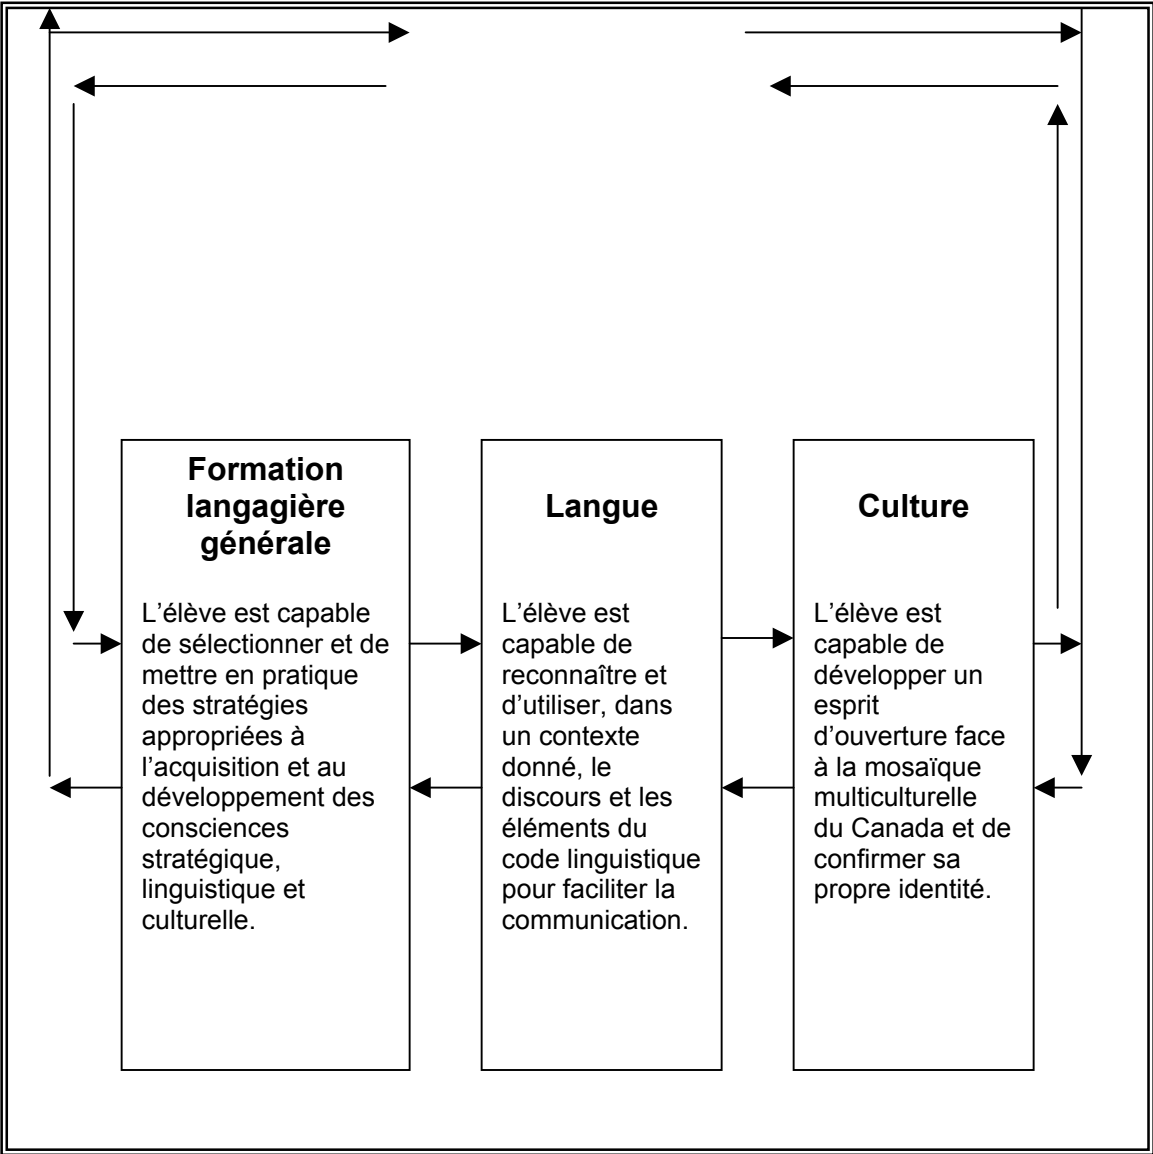 Formation
langagière
générale
L’élève est capable
de sélectionner et de
mettre en pratique
des stratégies
appropriées à
l’acquisition et au
développement des
consciences
stratégique,
linguistique et
culturelle.
Langue
L’élève est
capable de
reconnaître et
d’utiliser, dans
un contexte
donné, le
discours et les
éléments du
code linguistique
pour faciliter la
communication.
Culture
L’élève est
capable de
développer un
esprit
d’ouverture face
à la mosaïque
multiculturelle
du Canada et de
confirmer sa
propre identité.